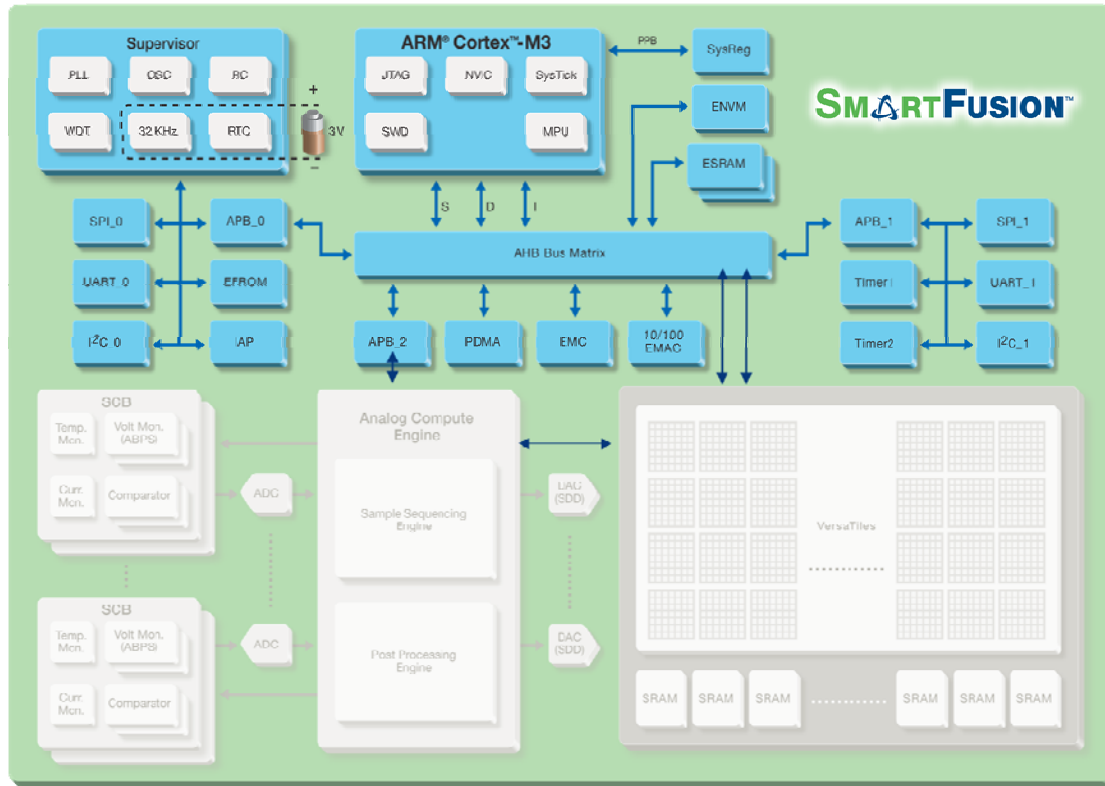 Supervisor
PLL
OSC
RC
WDT
32 KHz
RTC
+
3V
−
ARM® Cortex™-M3
JTAG
NVIC
SysTick
SWD
MPU
PPB
SysReg
ENVM
ESRAM
SMARTFUSION™
S
D
I
SPI_0
APB_0
UART_0
EFROM
I²C_0
IAP
AHB Bus Matrix
APB_2
PDMA
EMC
10/100
EMAC
APB_1
SPI_1
Timer1
UART_1
Timer2
I²C_1
SCB
Temp.
Mon.
Volt Mon.
(ABPS)
Curr.
Mon.
Comparator
ADC
Analog Compute
Engine
Sample Sequencing
Engine
Post Processing
Engine
DAC
(SDD)
SCB
Temp.
Mon.
Volt Mon.
(ABPS)
Curr.
Mon.
Comparator
ADC
DAC
(SDD)
VersaTiles
SRAM
SRAM
SRAM
SRAM
SRAM
SRAM